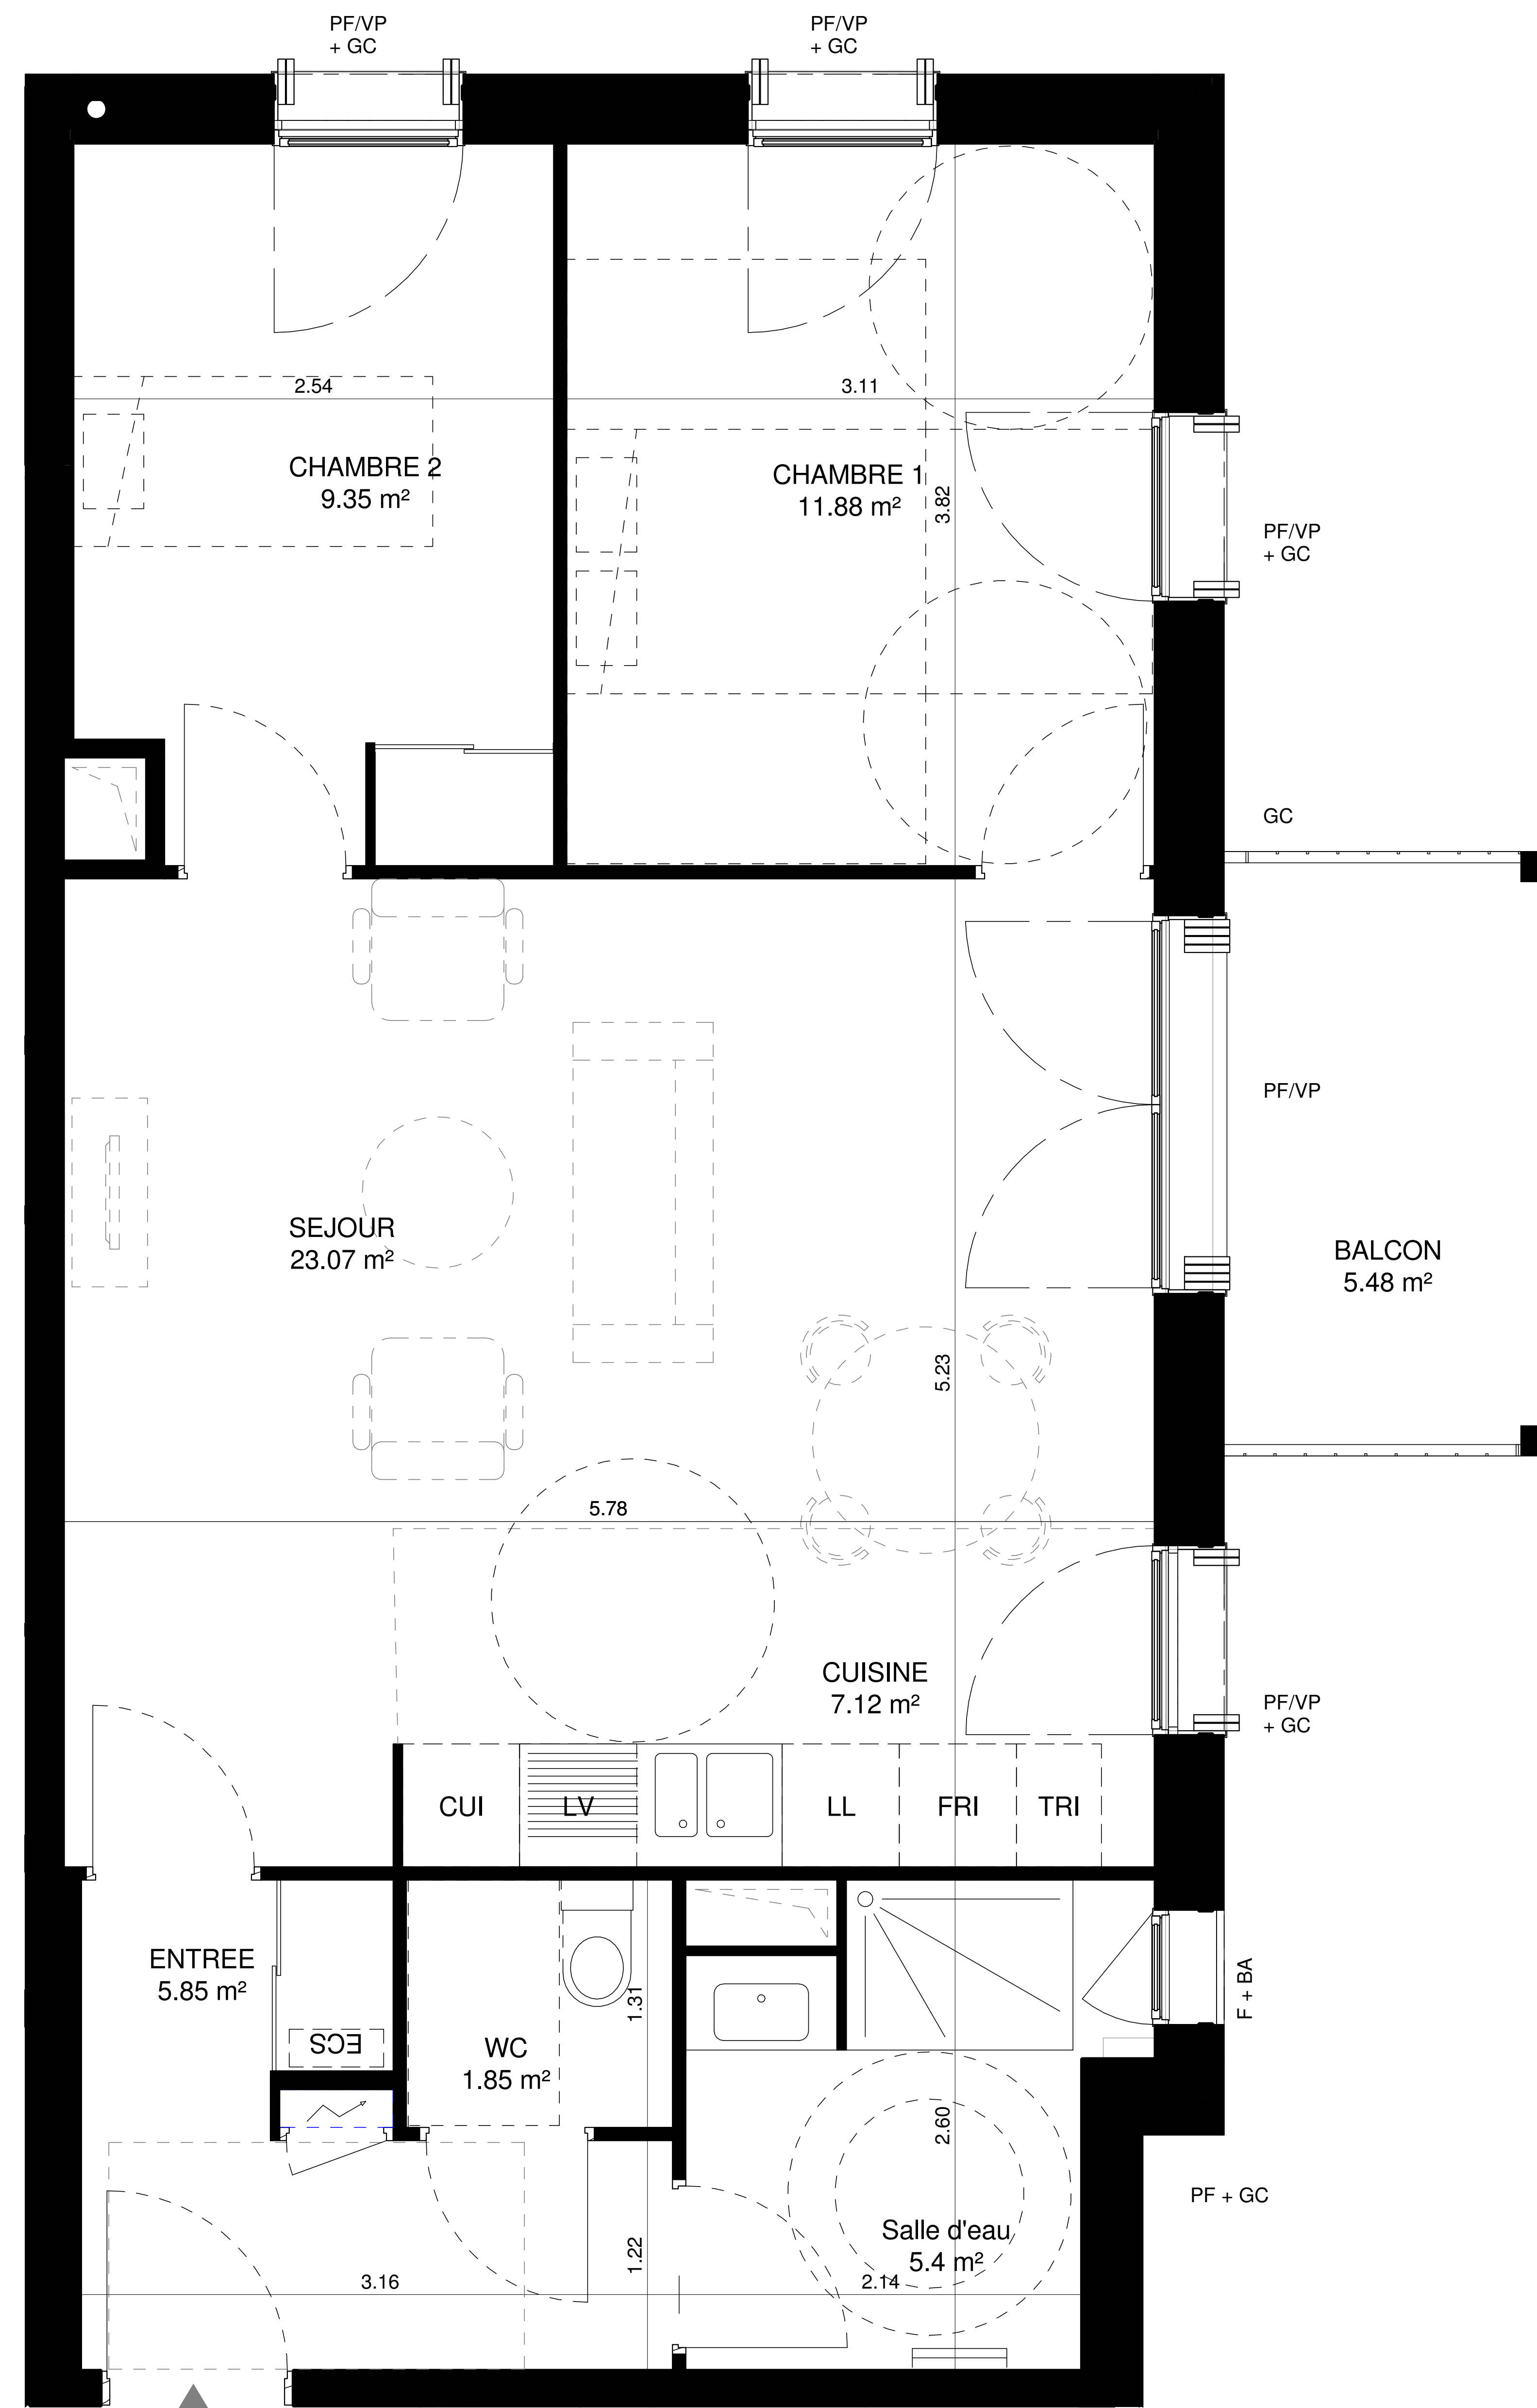 PF/VP
+ GC
PF/VP
+ GC
2.54
3.11
CHAMBRE 2
9.35 m²
CHAMBRE 1
11.88 m²
3.82
PF/VP
+ GC
GC
PF/VP
SEJOUR
23.07 m²
BALCON
5.48 m²
5.23
5.78
CUISINE
7.12 m²
PF/VP
+ GC
CUI
LV
LL
FRI
TRI
ENTREE
5.85 m²
ECS
WC
1.85 m²
1.31
F + BA
2.60
PF + GC
Salle d'eau
5.4 m²
1.22
3.16
2.14